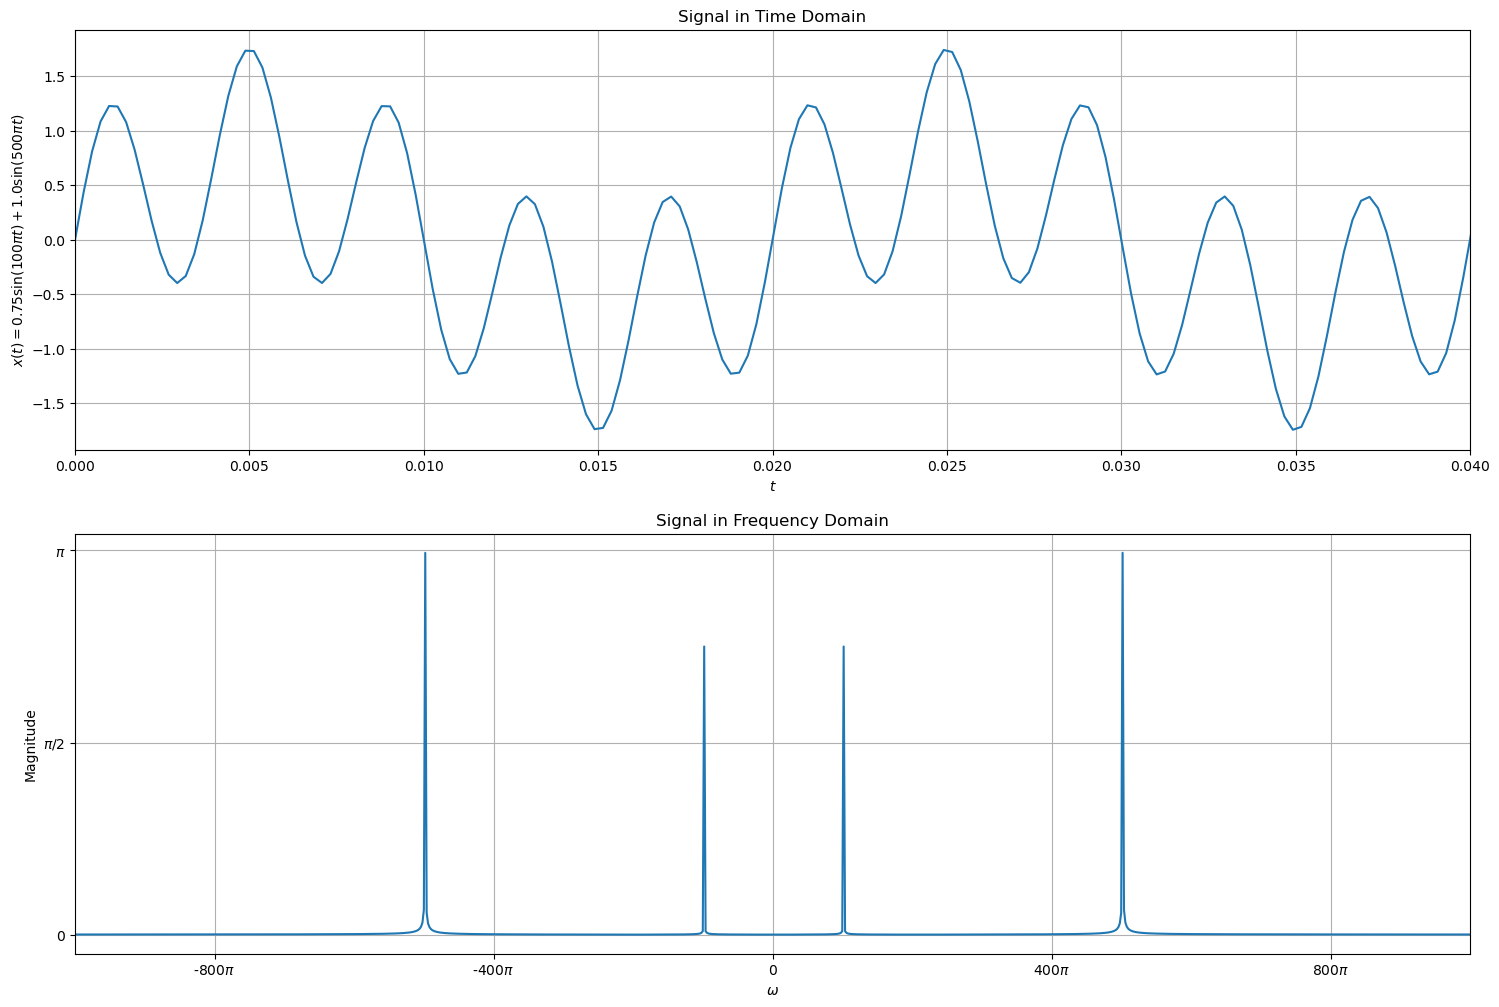 Signal in Time Domain
x(t) = 0.75sin(100πt) + 1.0sin(500πt)
1.5
1.0
0.5
0.0
−0.5
−1.0
−1.5
0.000 0.005 0.010 0.015 0.020 0.025 0.030 0.035 0.040
t
Signal in Frequency Domain
Magnitude
π
π/2
0
-800π -400π 0 400π 800π
ω